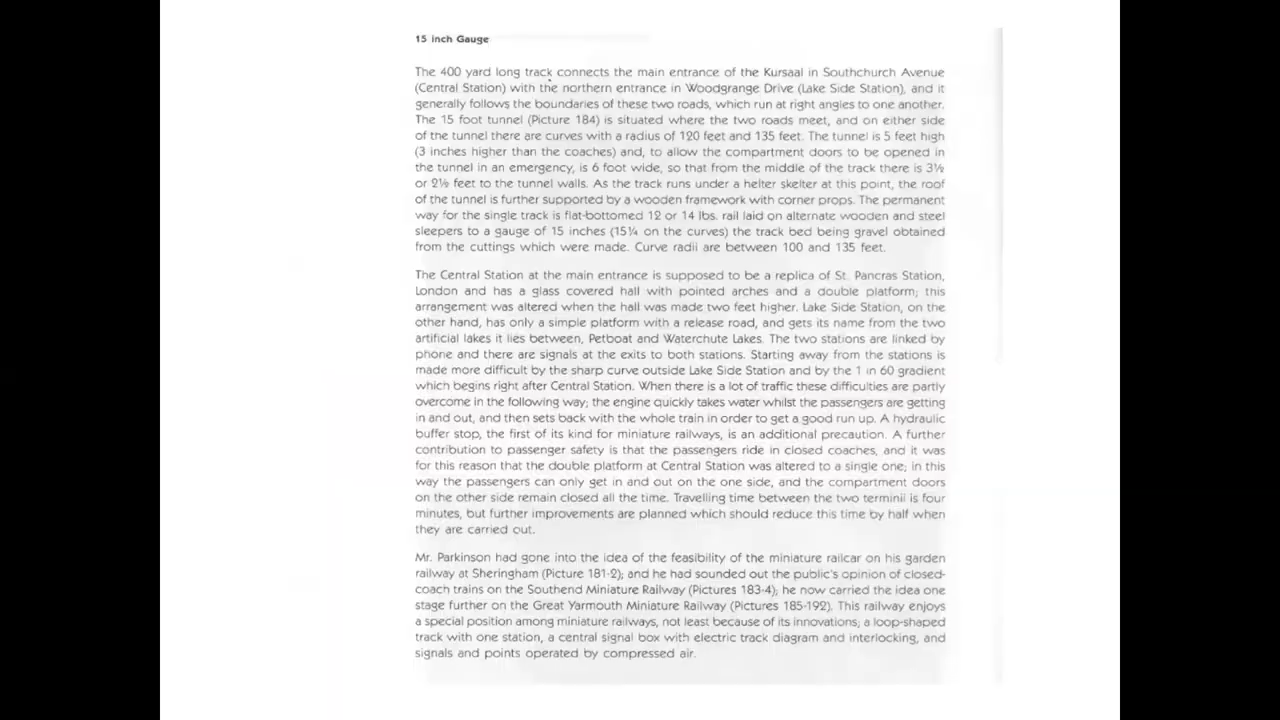 15 inch Gauge
The 400 yard long track connects the main entrance of the Kursaal in Southchurch Avenue
(Central Station) with the northern entrance in Woodgrange Drive (Lake Side Station), and it
generally follows the boundaries of these two roads, which run at right angles to one another.
The 15 foot tunnel (Picture 184) is situated where the two roads meet, and on either side
of the tunnel there are curves with a radius of 120 feet and 135 feet. The tunnel is 5 feet high
(3 inches higher than the coaches) and, to allow the compartment doors to be opened in
the tunnel in an emergency, is 6 foot wide, so that from the middle of the track there is 3½
or 2½ feet to the tunnel walls. As the track runs under a helter skelter at this point, the roof
of the tunnel is further supported by a wooden framework with corner props. The permanent
way for the single track is flat-bottomed 12 or 14 lbs. rail laid on alternate wooden and steel
sleepers to a gauge of 15 inches (15¼ on the curves) the track bed being gravel obtained
from the cuttings which were made. Curve radii are between 100 and 135 feet.
The Central Station at the main entrance is supposed to be a replica of St. Pancras Station,
London and has a glass covered hall with pointed arches and a double platform; this
arrangement was altered when the hall was made two feet higher. Lake Side Station, on the
other hand, has only a simple platform with a release road, and gets its name from the two
artificial lakes it lies between, Petboat and Waterchute Lakes. The two stations are linked by
phone and there are signals at the exits to both stations. Starting away from the stations is
made more difficult by the sharp curve outside Lake Side Station and by the 1 in 60 gradient
which begins right after Central Station. When there is a lot of traffic these difficulties are partly
overcome in the following way; the engine quickly takes water whilst the passengers are getting
in and out, and then sets back with the whole train in order to get a good run up. A hydraulic
buffer stop, the first of its kind for miniature railways, is an additional precaution. A further
contribution to passenger safety is that the passengers ride in closed coaches, and it was
for this reason that the double platform at Central Station was altered to a single one; in this
way the passengers can only get in and out on the one side, and the compartment doors
on the other side remain closed all the time. Travelling time between the two terminii is four
minutes, but further improvements are planned which should reduce this time by half when
they are carried out.
Mr. Parkinson had gone into the idea of the feasibility of the miniature railcar on his garden
railway at Sheringham (Picture 181-2); and he had sounded out the public's opinion of closed-
coach trains on the Southend Miniature Railway (Pictures 183-4); he now carried the idea one
stage further on the Great Yarmouth Miniature Railway (Pictures 185-192). This railway enjoys
a special position among miniature railways, not least because of its innovations; a loop-shaped
track with one station, a central signal box with electric track diagram and interlocking, and
signals and points operated by compressed air.